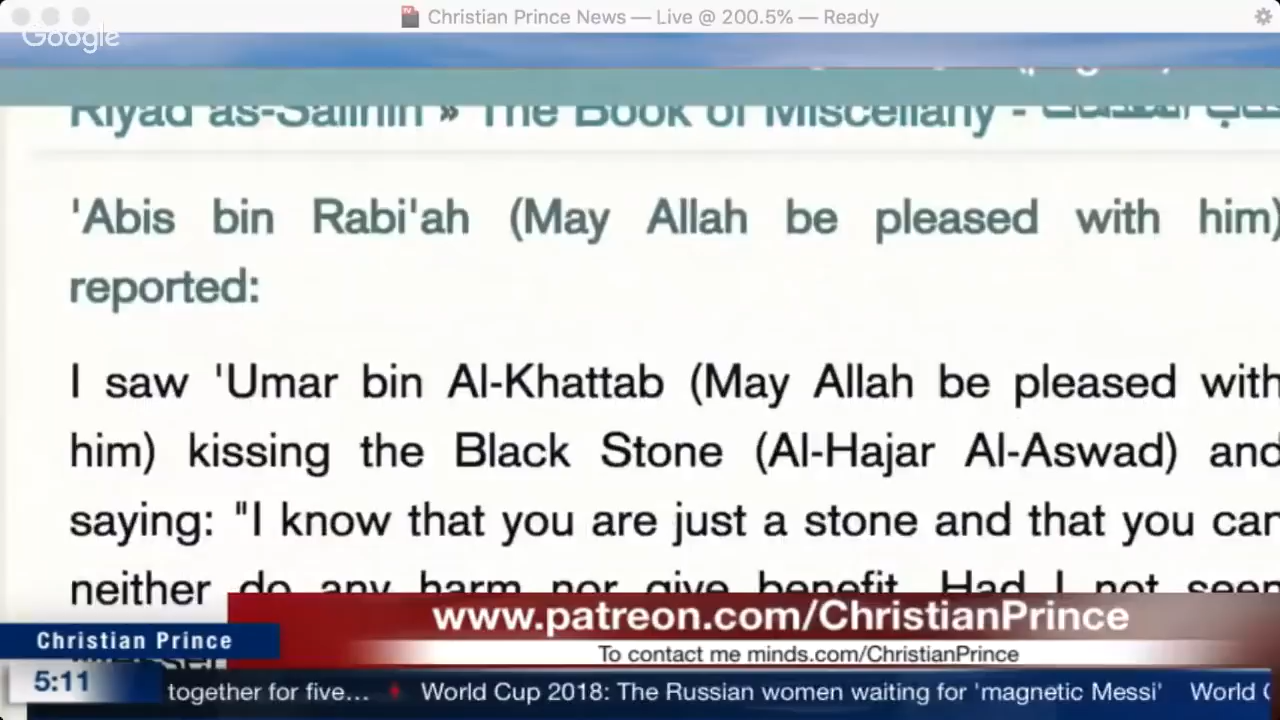 Christian Prince News — Live @ 200.5% — Ready
Google
Riyad as-Salihin » The Book of Miscellany -
'Abis bin Rabi'ah (May Allah be pleased with him)
reported:
I saw 'Umar bin Al-Khattab (May Allah be pleased with
him) kissing the Black Stone (Al-Hajar Al-Aswad) and
saying: "I know that you are just a stone and that you can
neither do any harm nor give benefit. Had I not seen
www.patreon.com/ChristianPrince
Christian Prince
To contact me minds.com/ChristianPrince
5:11
together for five... World Cup 2018: The Russian women waiting for 'magnetic Messi' World